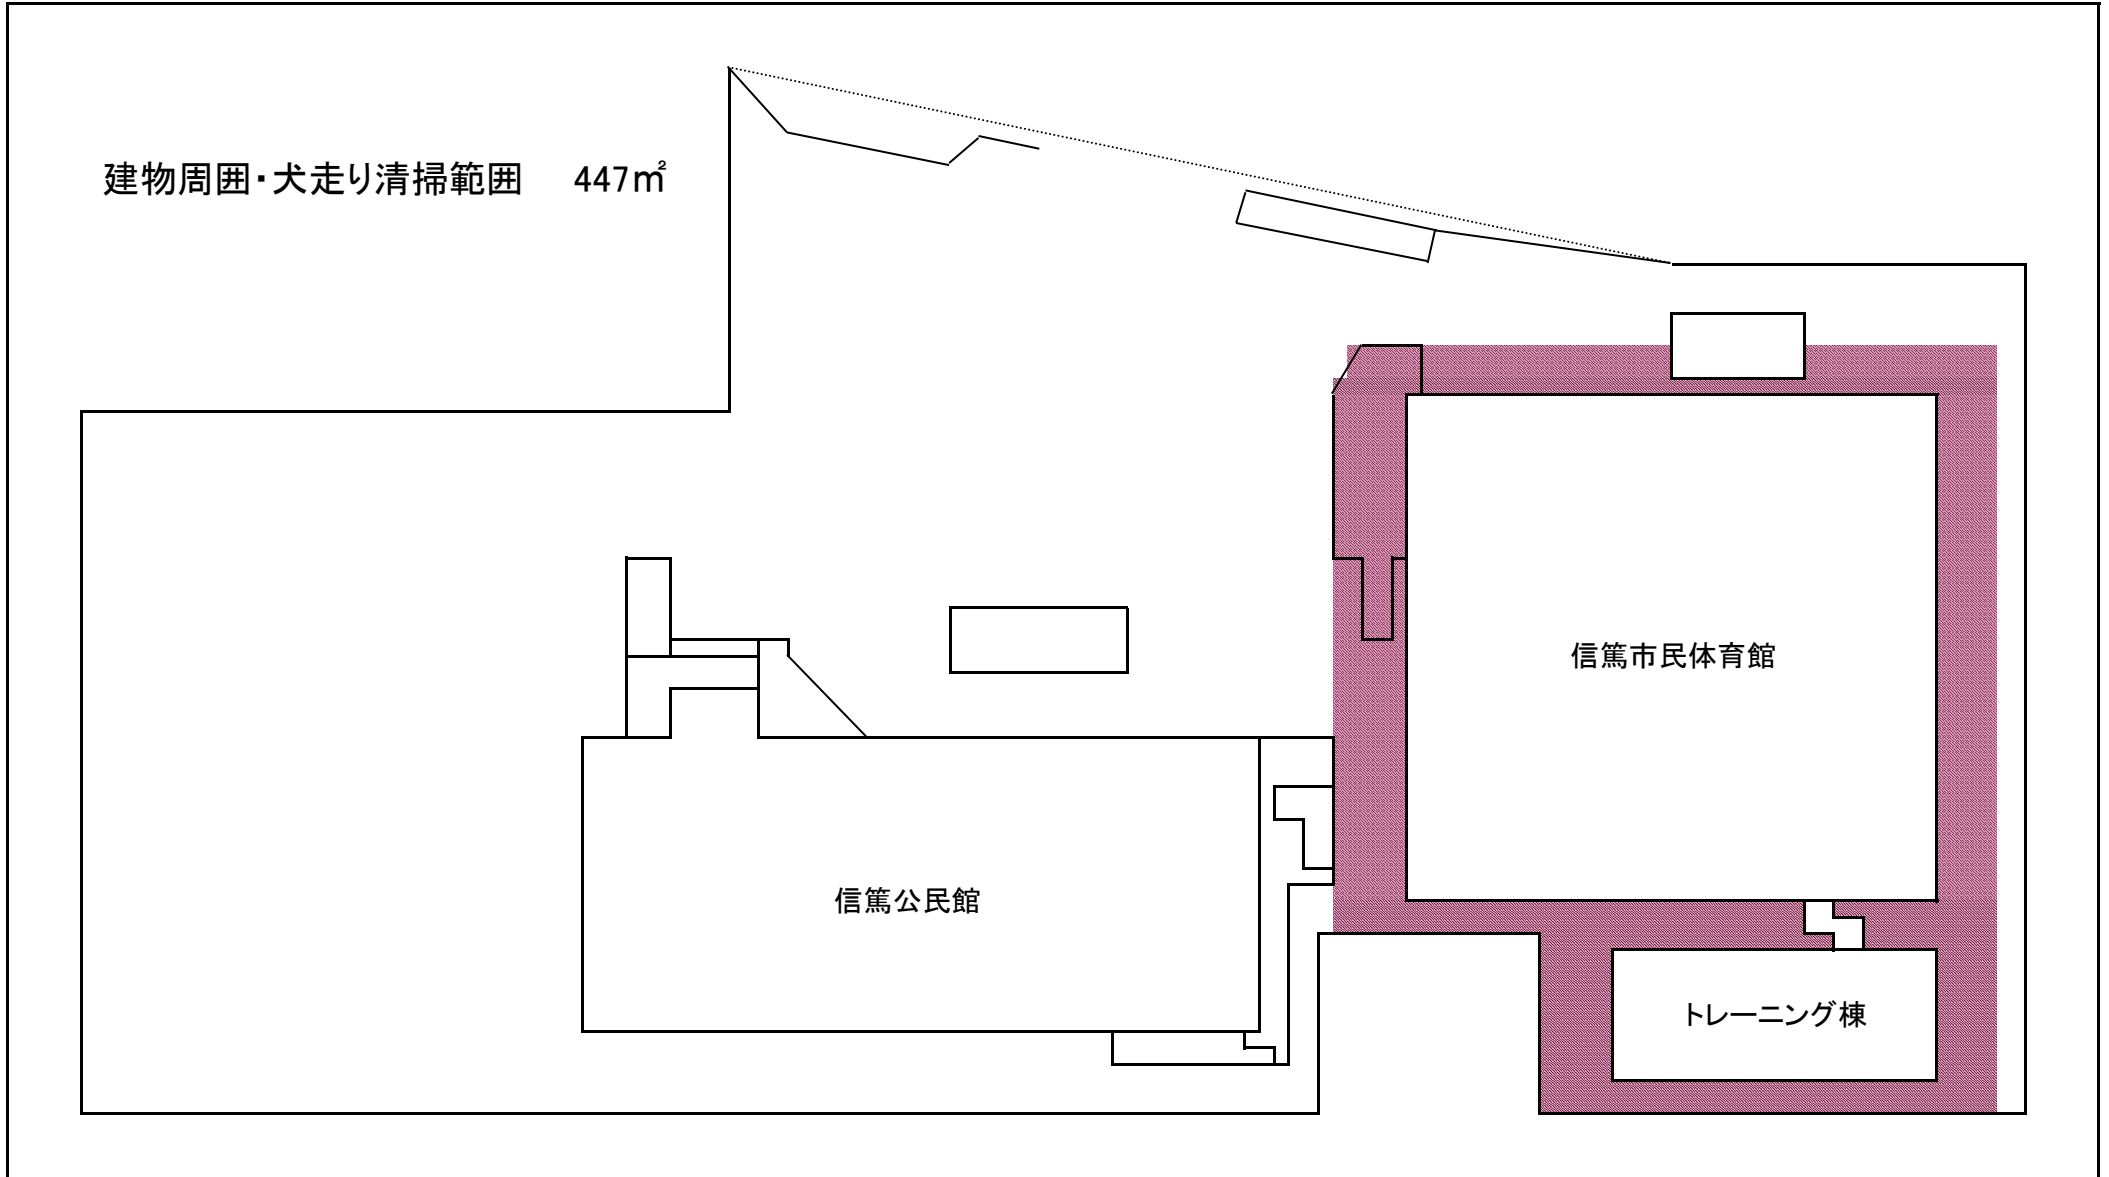 建物周囲・犬走り清掃範囲　447㎡
信篤市民体育館
信篤公民館
トレーニング棟